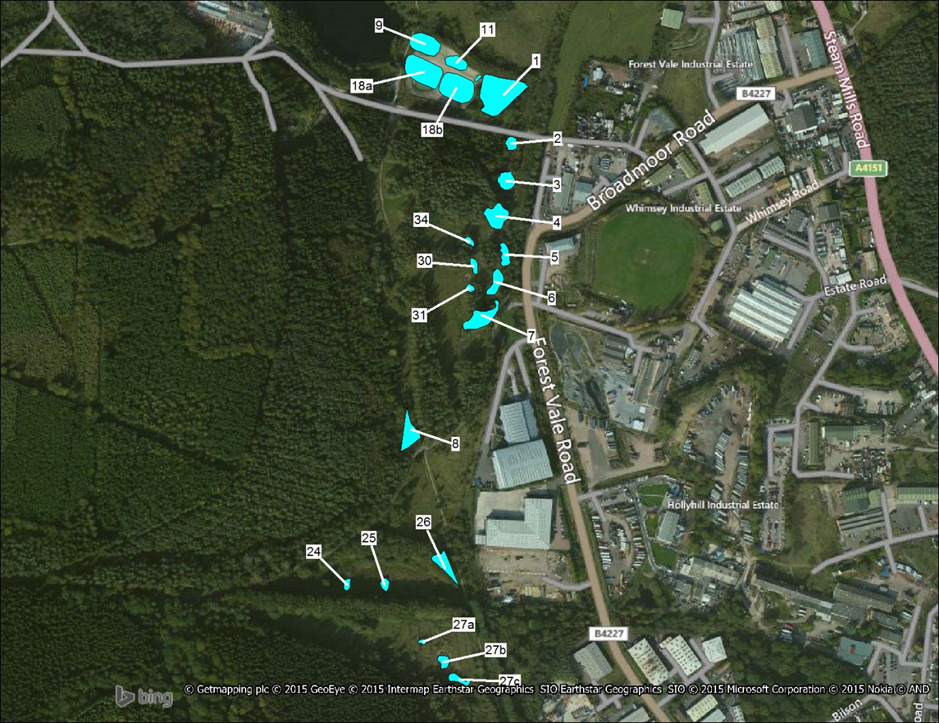 9
11
1
18a
18b
2
3
4
34
5
30
6
31
7
8
26
25
24
27a
27b
27c
Forest Vale Industrial Estate
B4227
Steam Mills Road
Broadmoor Road
A4151
Whimsey Industrial Estate
Whimsey Road
Estate Road
Forest Vale Road
Hollyhill Industrial Estate
B4227
Bilson
oad
bing
© Getmapping plc © 2015 GeoEye © 2015 Intermap Earthstar Geographics SIO Earthstar Geographics SIO © 2015 Microsoft Corporation © 2015 Nokia © AND